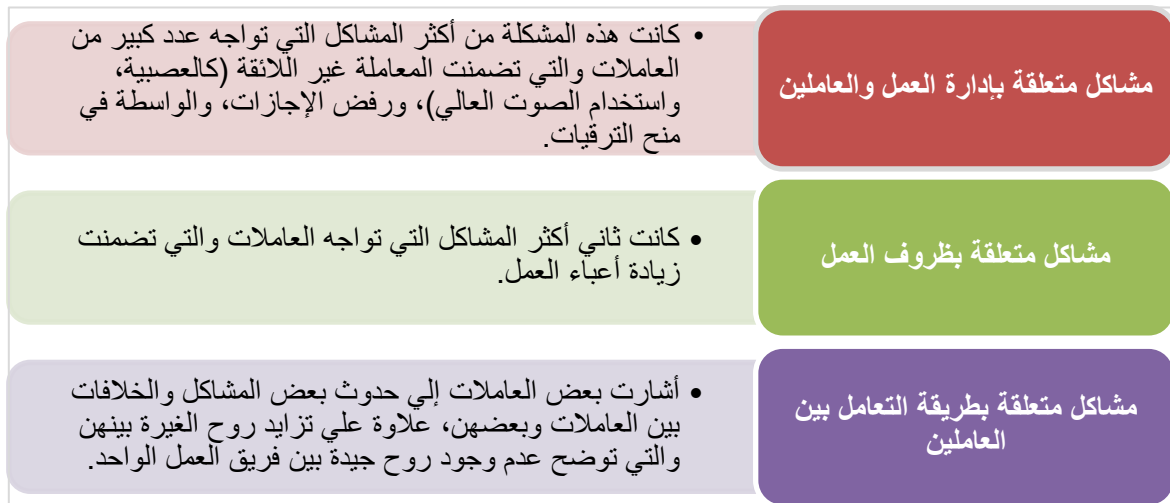 مشاكل متعلقة بإدارة العمل والعاملين
• كانت هذه المشكلة من أكثر المشاكل التي تواجه عدد كبير من
العاملات والتي تضمنت المعاملة غير اللائقة (كالعصبية،
واستخدام الصوت العالي)، ورفض الإجازات، والواسطة في
منح الترقيات.
مشاكل متعلقة بظروف العمل
• كانت ثاني أكثر المشاكل التي تواجه العاملات والتي تضمنت
زيادة أعباء العمل.
مشاكل متعلقة بطريقة التعامل بين
العاملين
• أشارت بعض العاملات إلي حدوث بعض المشاكل والخلافات
بين العاملات وبعضهن، علاوة علي تزايد روح الغيرة بينهن
والتي توضح عدم وجود روح جيدة بين فريق العمل الواحد.